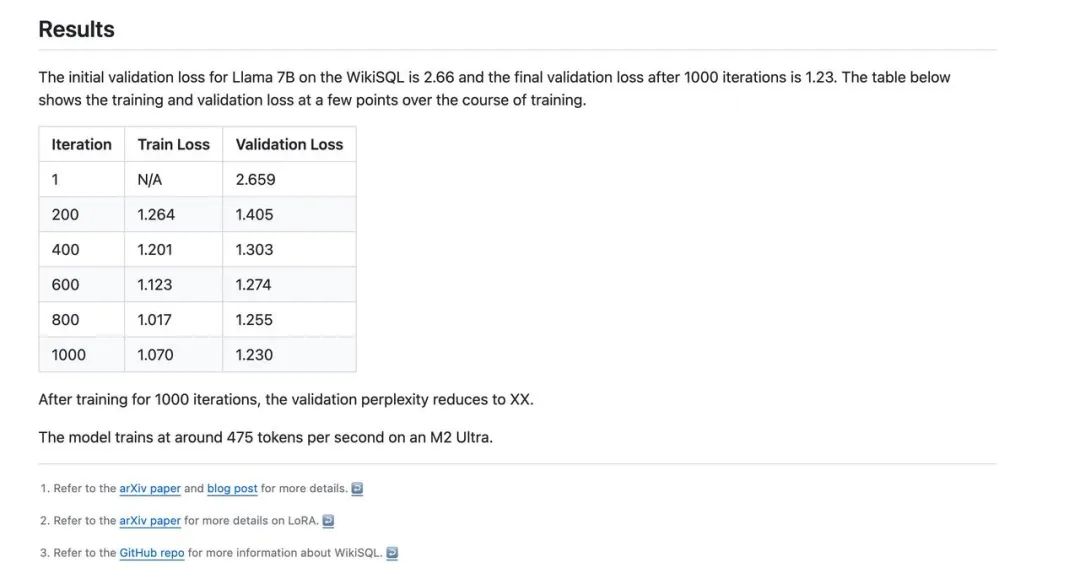 Results
The initial validation loss for Llama 7B on the WikiSQL is 2.66 and the final validation loss after 1000 iterations is 1.23. The table below
shows the training and validation loss at a few points over the course of training.
Iteration Train Loss Validation Loss
1 N/A 2.659
200 1.264 1.405
400 1.201 1.303
600 1.123 1.274
800 1.017 1.255
1000 1.070 1.230
After training for 1000 iterations, the validation perplexity reduces to XX.
The model trains at around 475 tokens per second on an M2 Ultra.
1. Refer to the arXiv paper and blog post for more details. ↩
2. Refer to the arXiv paper for more details on LoRA. ↩
3. Refer to the GitHub repo for more information about WikiSQL. ↩